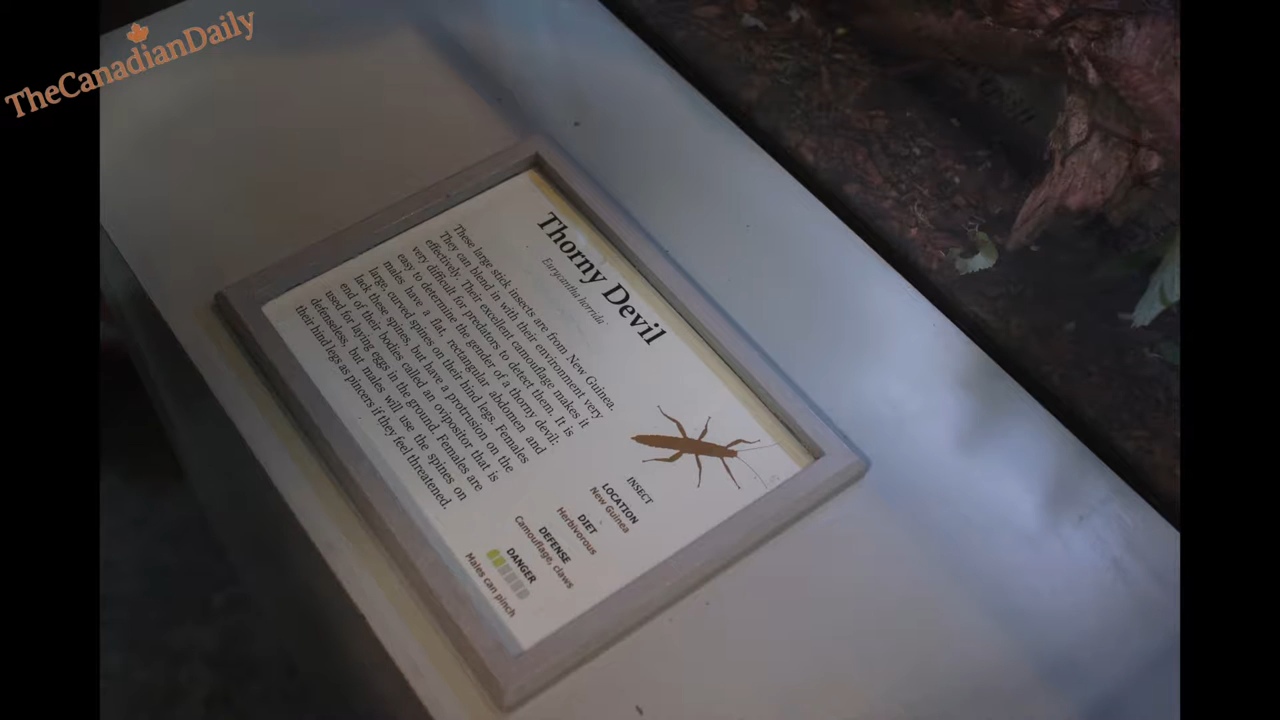 TheCanadianDaily
Thorny Devil
Eurycantha horrida
These large stick insects are from New Guinea.
They can blend in with their environment very
effectively. Their excellent camouflage makes it
very difficult for predators to detect them. It is
easy to determine the gender of a thorny devil;
males have a flat, rectangular abdomen and
large, curved spines on their hind legs. Females
lack these spines, but have a protrusion on the
end of their bodies called an ovipositor that is
used for laying eggs in the ground. Females are
defenseless, but males will use the spines on
their hind legs as pincers if they feel threatened.
INSECT
LOCATION
New Guinea
DIET
Herbivorous
DEFENSE
Camouflage, claws
DANGER
Males can pinch